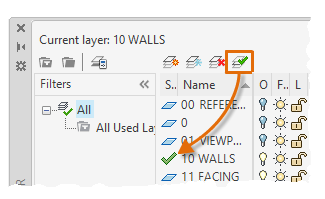 Current layer: 10 WALLS
Filters
S.. Name O F.. L
All
All Used La
00 REFERE...
0
01 VIEWP...
10 WALLS
11 FACING